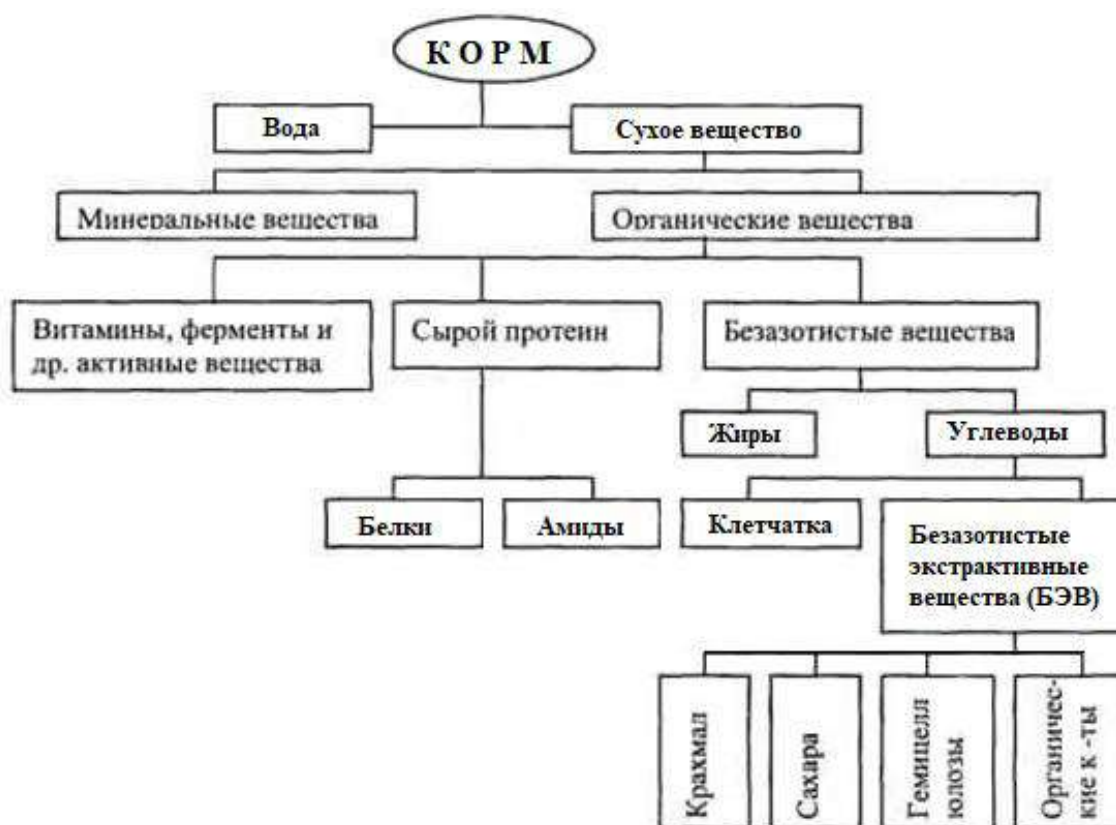 К О Р М
Вода
Сухое вещество
Минеральные вещества
Органические вещества
Витамины, ферменты и
др. активные вещества
Сырой протеин
Безазотистые вещества
Жиры
Углеводы
Белки
Амиды
Клетчатка
Безазотистые
экстрактивные
вещества (БЭВ)
Крахмал
Сахара
Гемицелл
юлозы
Органичес-
кие к -ты